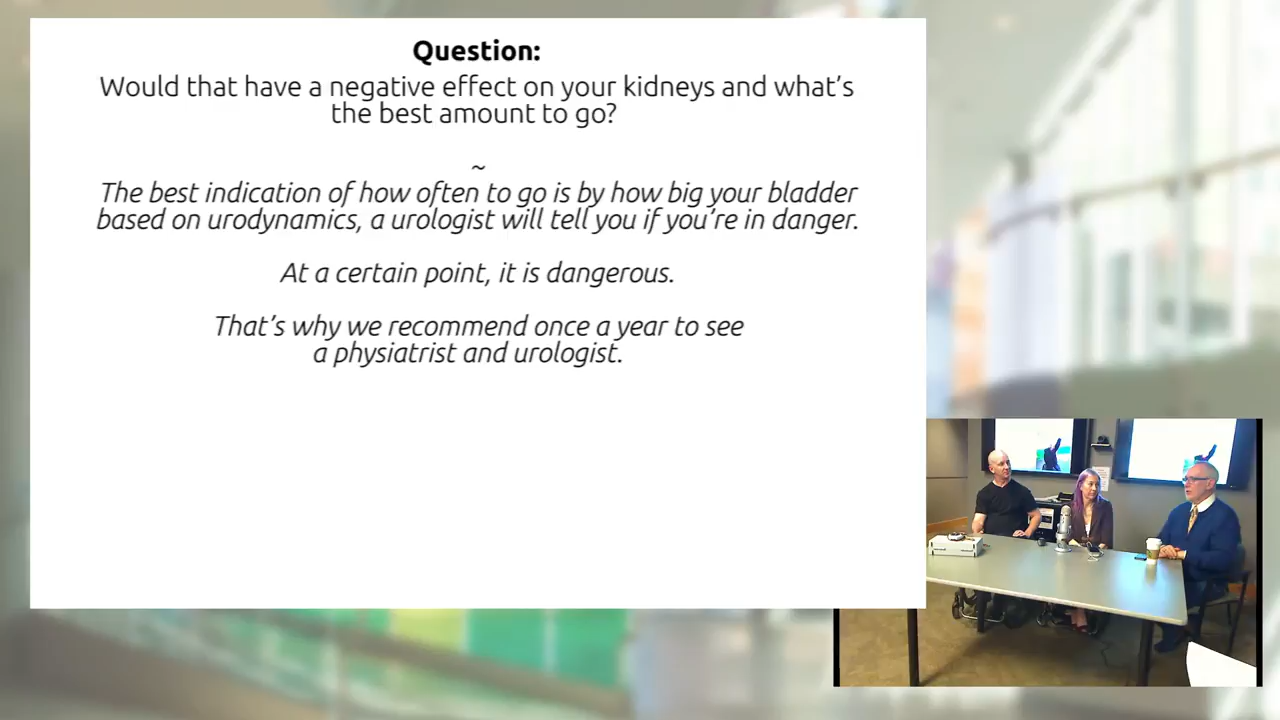 Question:
Would that have a negative effect on your kidneys and what's
the best amount to go?
~
The best indication of how often to go is by how big your bladder
based on urodynamics, a urologist will tell you if you're in danger.
At a certain point, it is dangerous.
That's why we recommend once a year to see
a physiatrist and urologist.